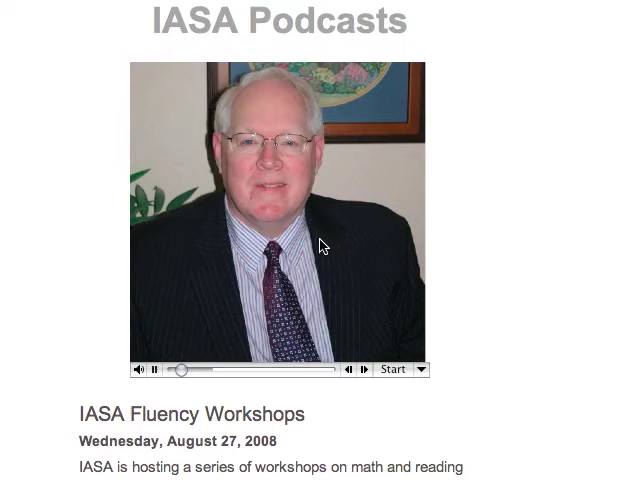 IASA Podcasts
Start
IASA Fluency Workshops
Wednesday, August 27, 2008
IASA is hosting a series of workshops on math and reading